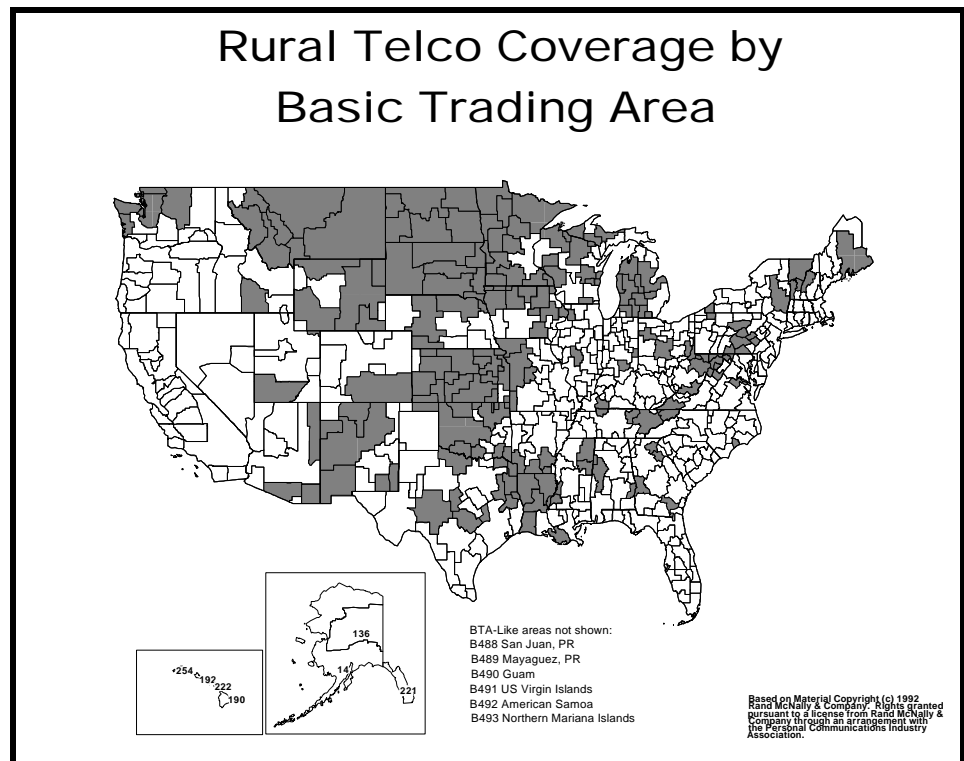 Rural Telco Coverage by
Basic Trading Area
136
14
221
254
192
222
190
BTA-Like areas not shown:
B488 San Juan, PR
B489 Mayaguez, PR
B490 Guam
B491 US Virgin Islands
B492 American Samoa
B493 Northern Mariana Islands
Based on Material Copyright (c) 1992
Rand McNally & Company. Rights granted
pursuant to a license from Rand McNally &
Company through an arrangement with
the Personal Communications Industry
Association.